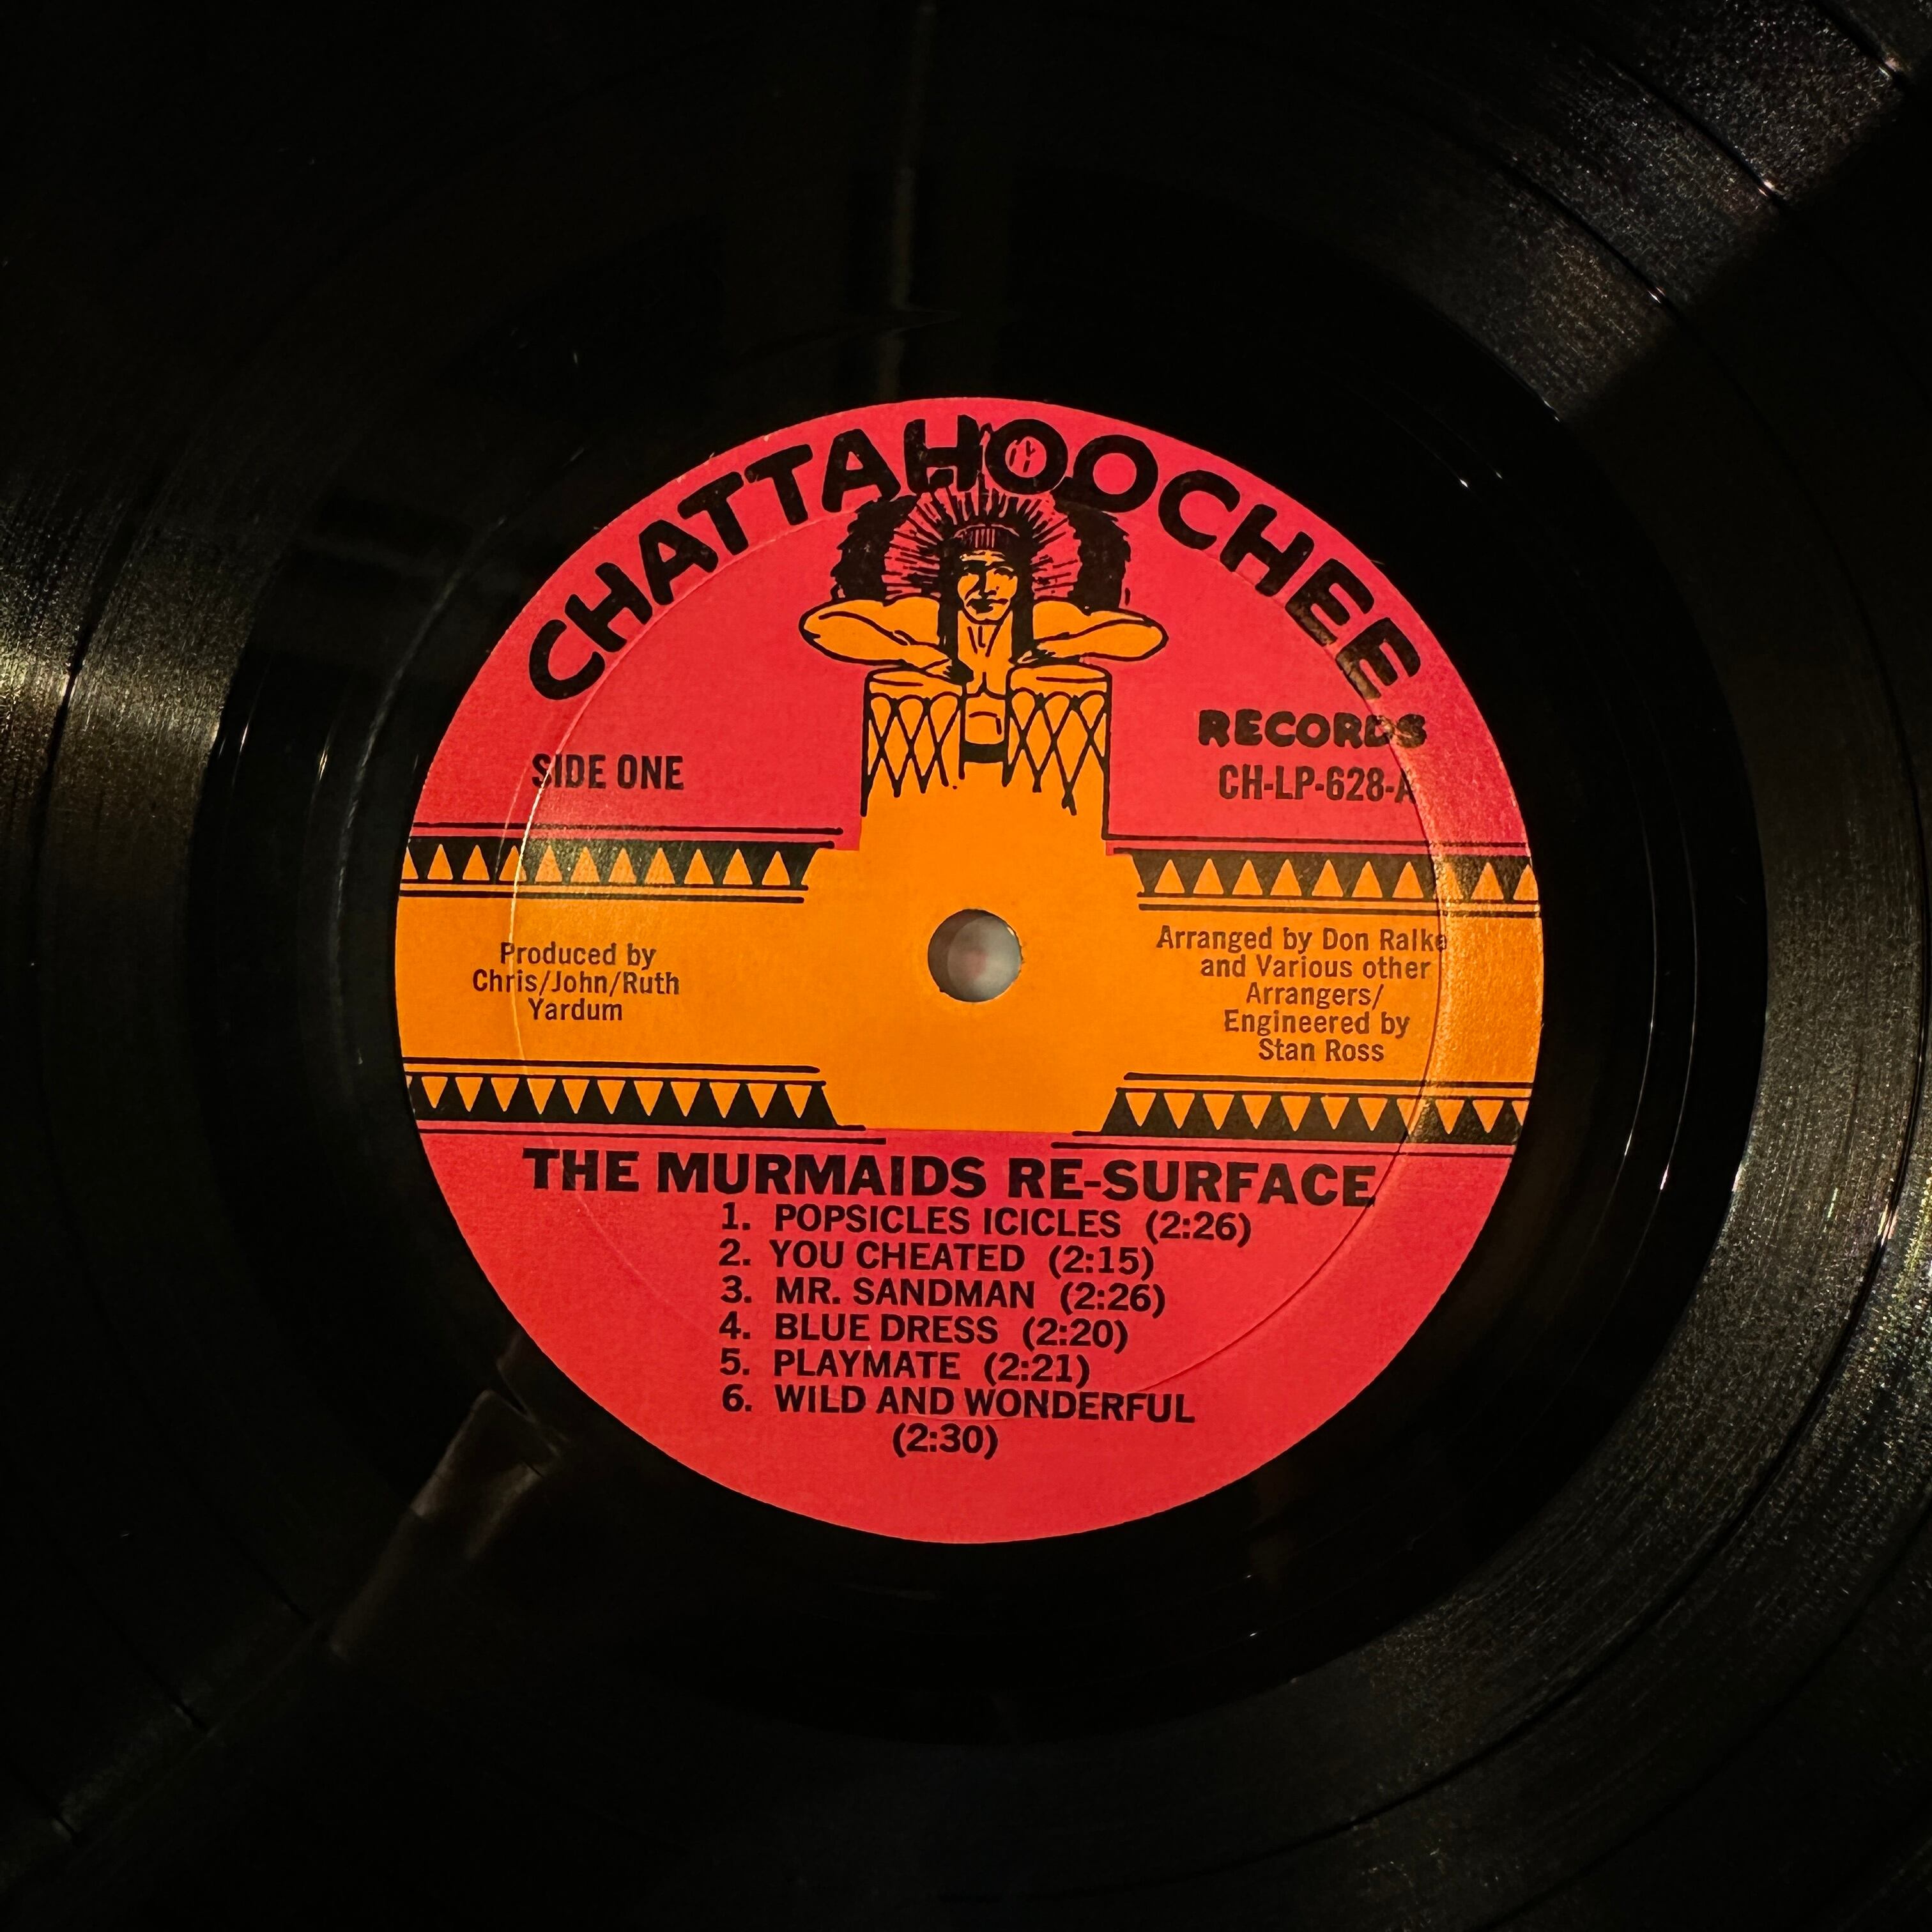 CHATTAHOOCHEE
RECORDS
SIDE ONE
CH-LP-628-A
Produced by
Chris/John/Ruth
Yardum
Arranged by Don Ralke
and Various other
Arrangers/
Engineered by
Stan Ross
THE MURMAIDS RE-SURFACE
1. POPSICLES ICICLES (2:26)
2. YOU CHEATED (2:15)
3. MR. SANDMAN (2:26)
4. BLUE DRESS (2:20)
5. PLAYMATE (2:21)
6. WILD AND WONDERFUL
(2:30)